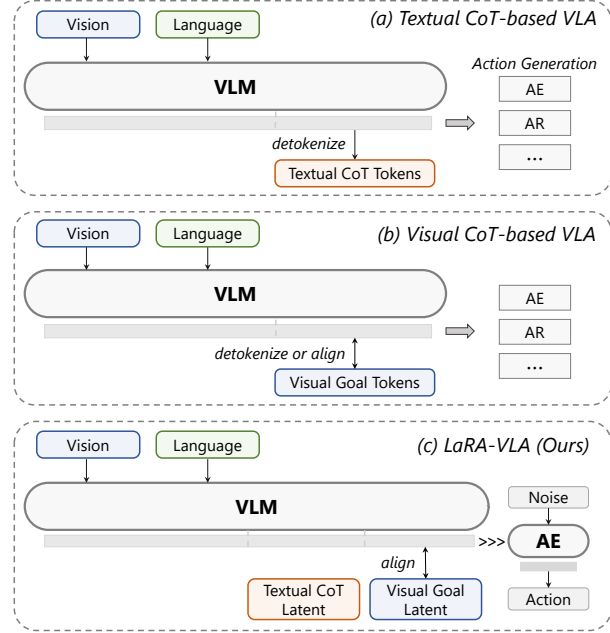 (a) Textual CoT-based VLA
Vision
Language
VLM
Action Generation
AE
AR
...
detokenize
Textual CoT Tokens
(b) Visual CoT-based VLA
Vision
Language
VLM
AE
AR
...
detokenize or align
Visual Goal Tokens
(c) LaRA-VLA (Ours)
Vision
Language
VLM
Noise
>>>
AE
align
Textual CoT
Latent
Visual Goal
Latent
Action